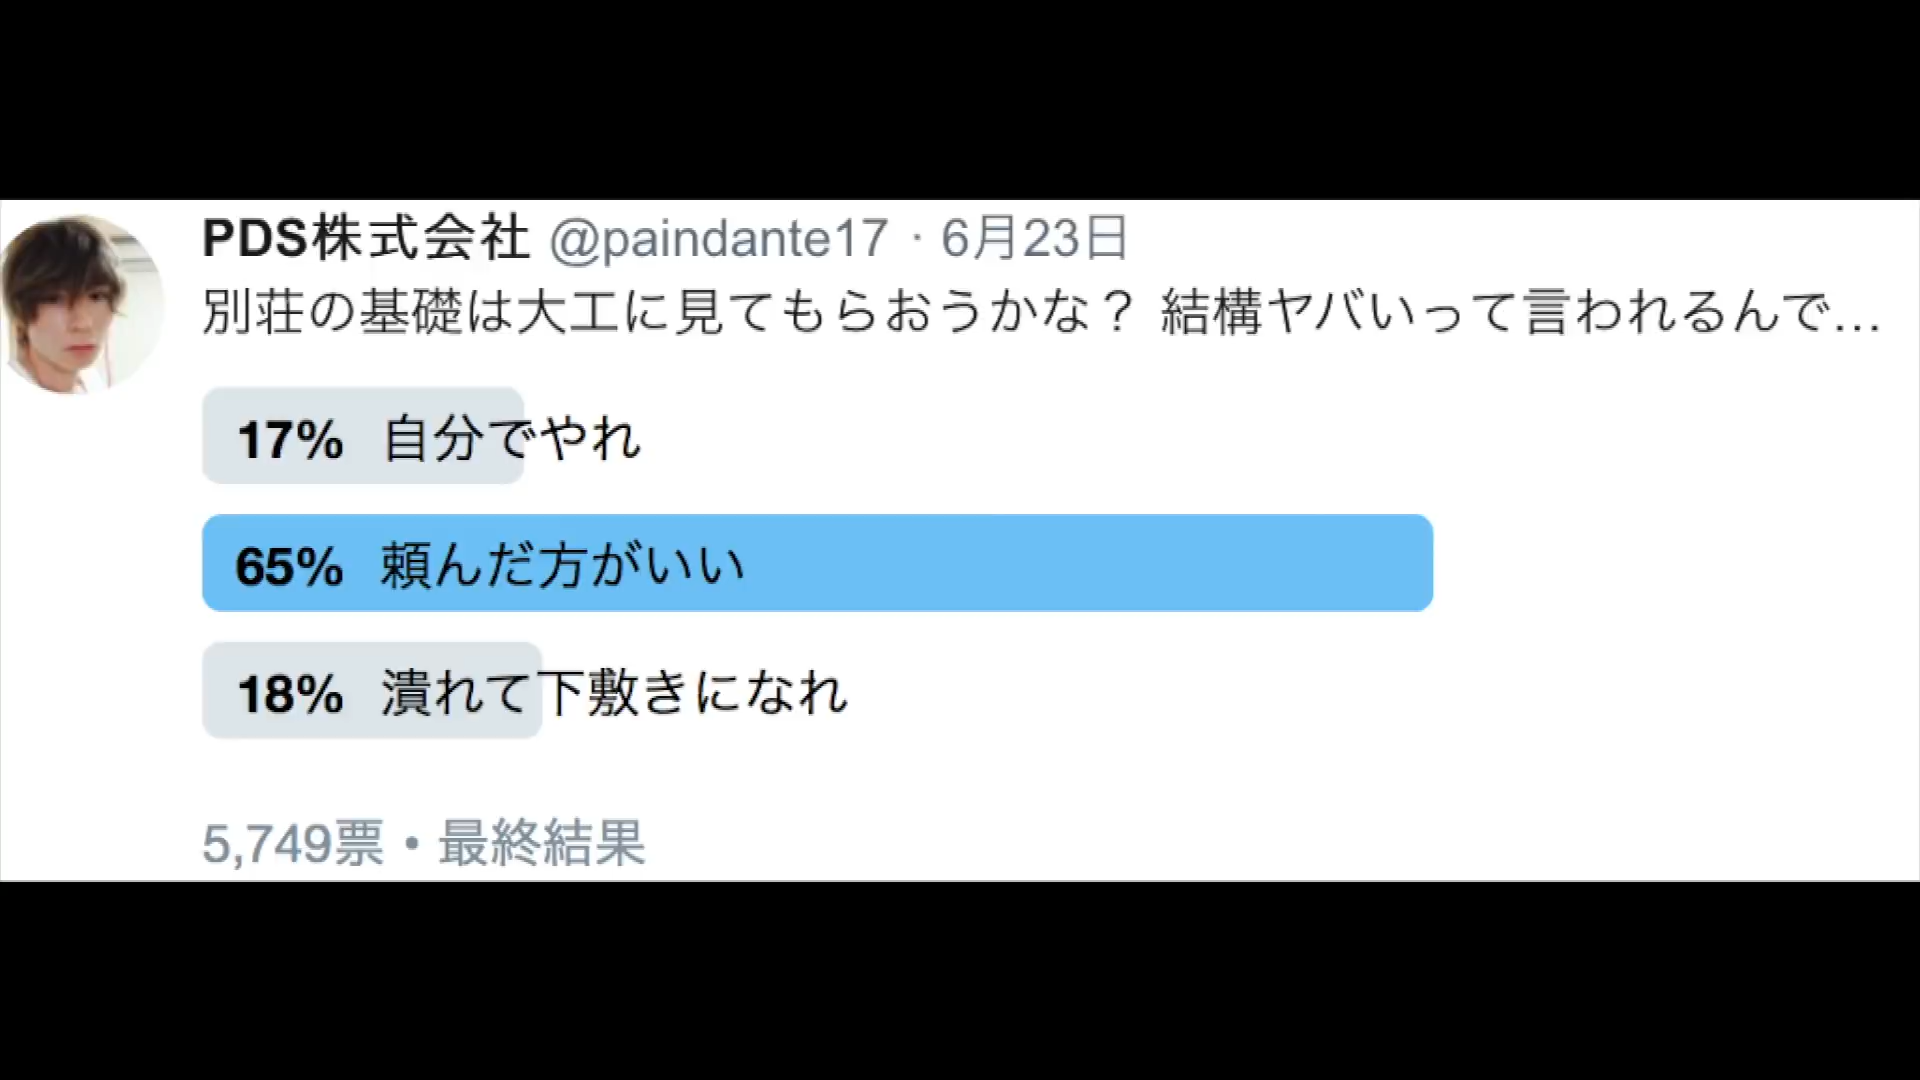 PDS株式会社 @paindante17 · 6月23日
別荘の基礎は大工に見てもらおうかな？ 結構ヤバいって言われるんで…
17% 自分でやれ
65% 頼んだ方がいい
18% 潰れて下敷きになれ
5,749票・最終結果